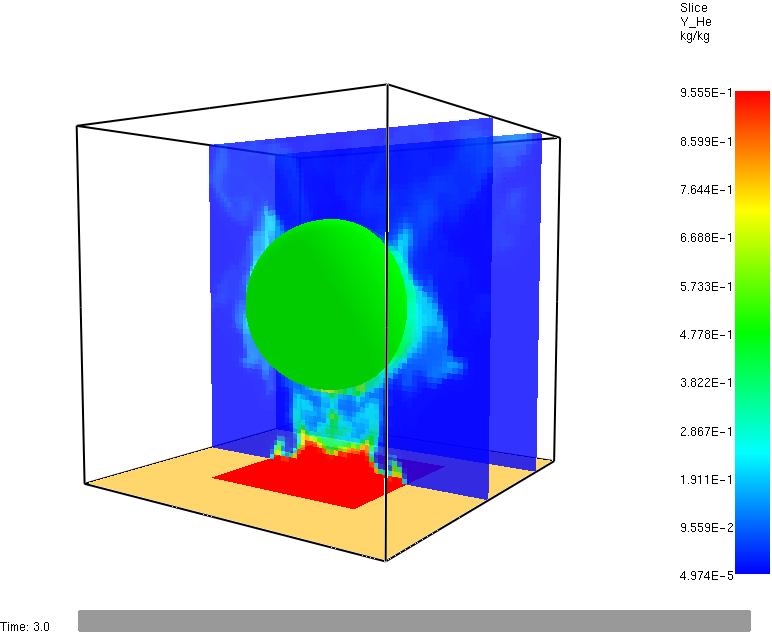 Slice
Y_He
kg/kg
9.555E-1
8.599E-1
7.644E-1
6.688E-1
5.733E-1
4.778E-1
3.822E-1
2.867E-1
1.911E-1
9.559E-2
4.974E-5
Time: 3.0